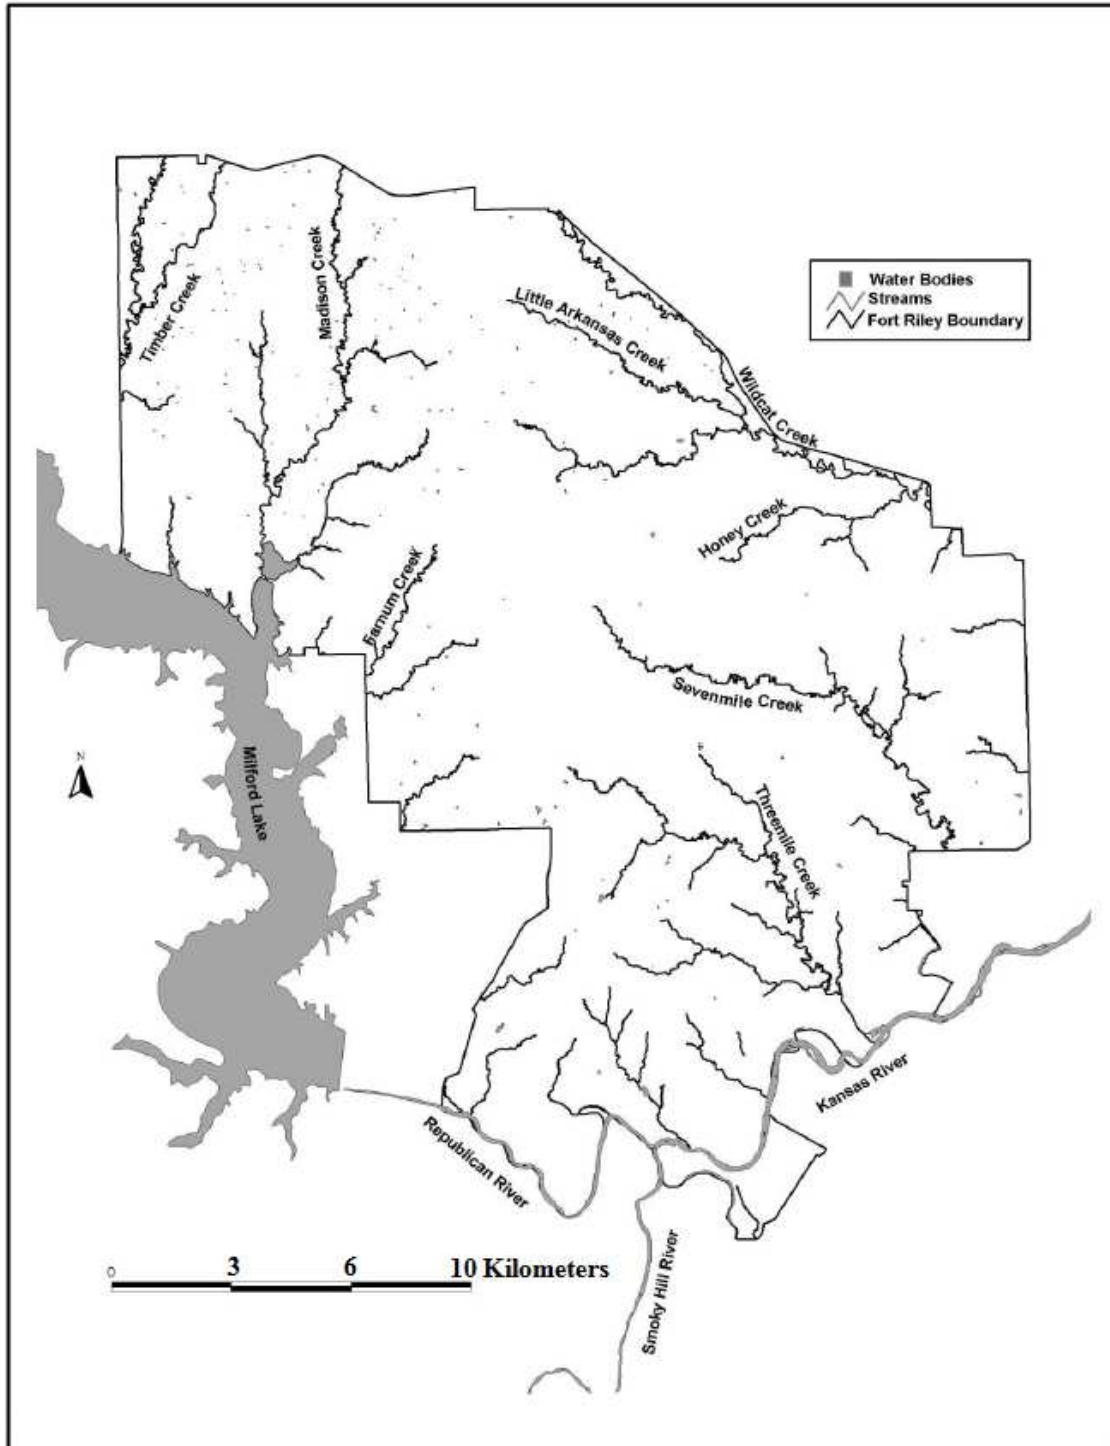 Water Bodies
Streams
Fort Riley Boundary
Timber Creek
Madison Creek
Little Arkansas Creek
Wildcat Creek
Honey Creek
Farnum Creek
Sevenmile Creek
N
Milford Lake
Threemile Creek
Kansas River
Republican River
Smoky Hill River
0 3 6 10 Kilometers